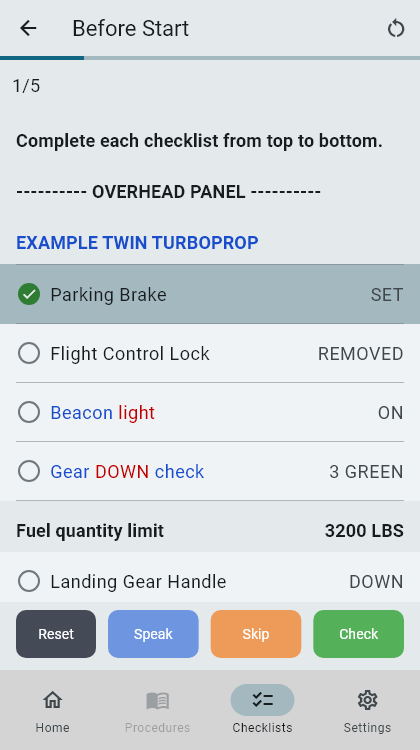 Before Start
1/5
Complete each checklist from top to bottom.
---------- OVERHEAD PANEL ----------
EXAMPLE TWIN TURBOPROP
Parking Brake SET
Flight Control Lock REMOVED
Beacon light ON
Gear DOWN check 3 GREEN
Fuel quantity limit 3200 LBS
Landing Gear Handle DOWN
Reset Speak Skip Check
Home Procedures Checklists Settings